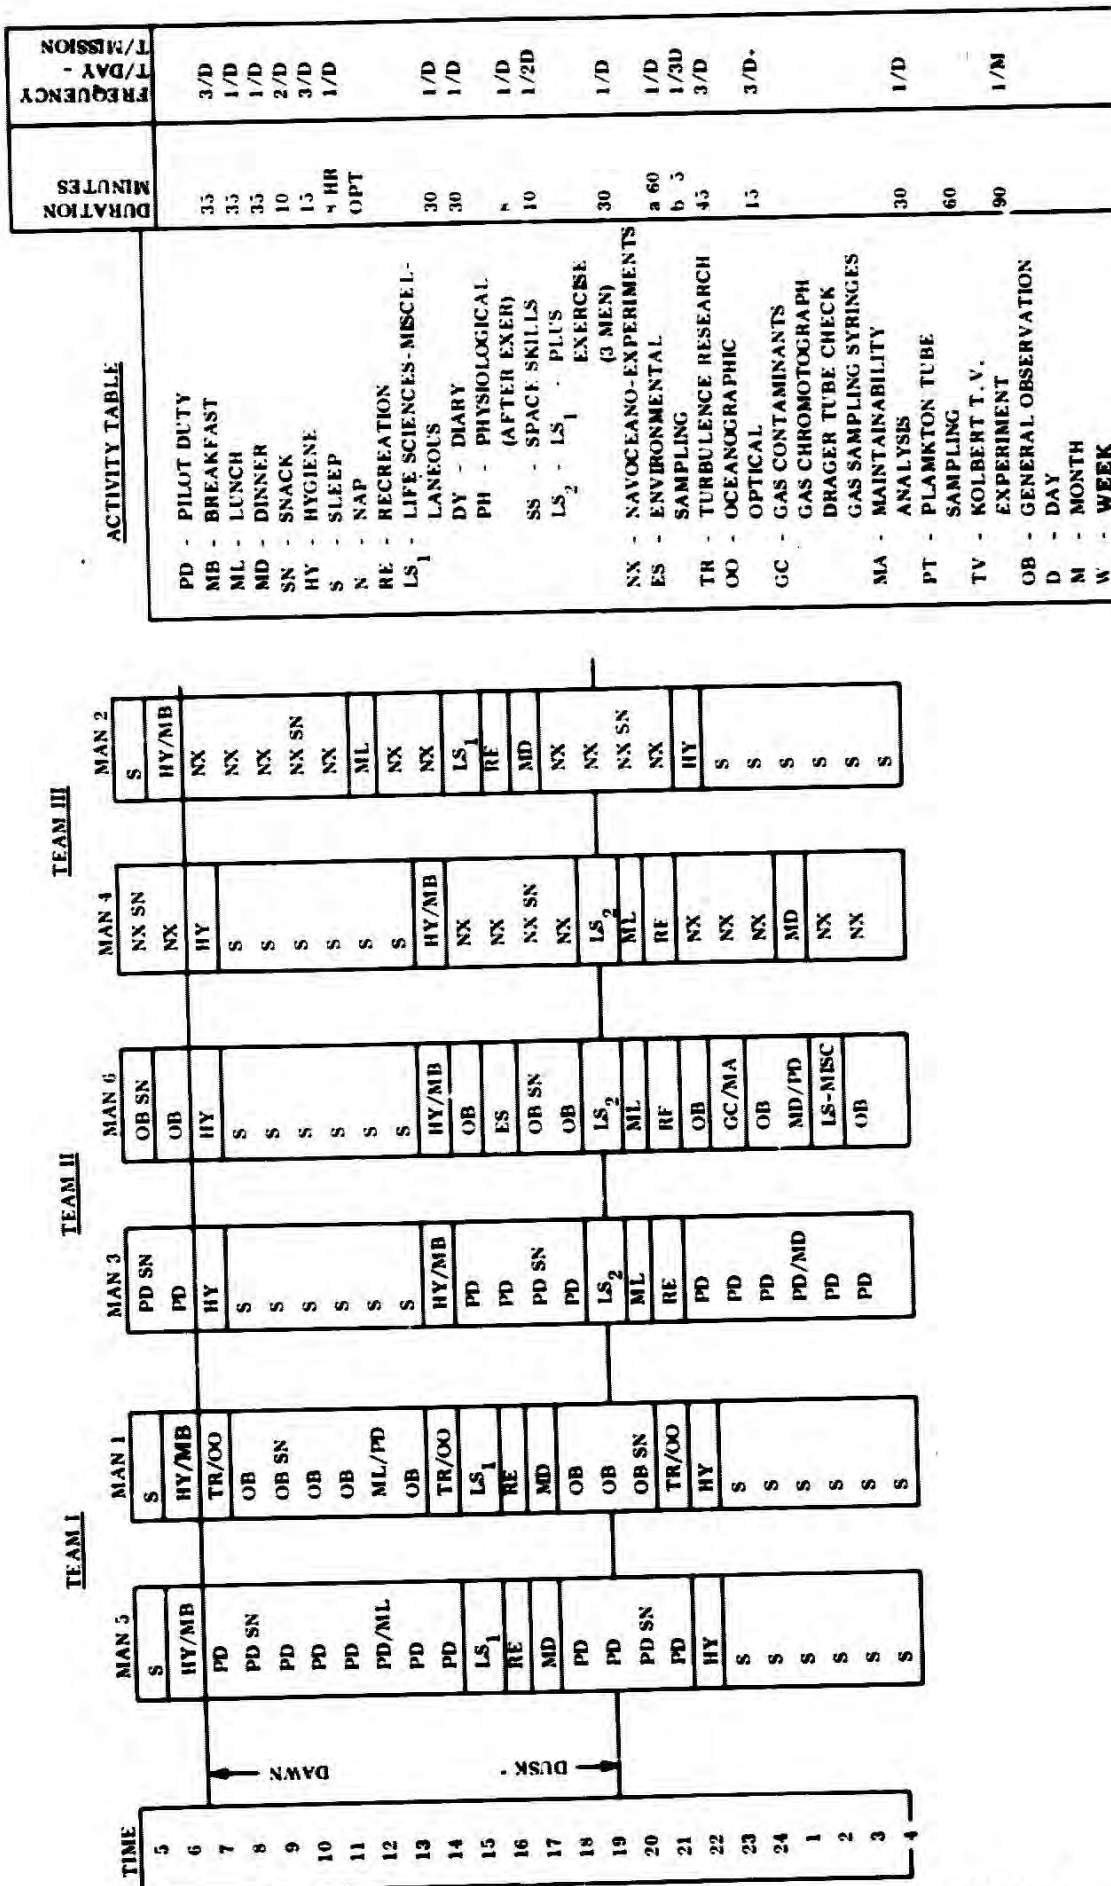 TEAM I TEAM II TEAM III
TIME MAN 5 MAN 1 MAN 3 MAN 6 MAN 4 MAN 2
5 S S PD SN OB SN NX SN S
6 HY/MB HY/MB PD OB NX HY/MB
7 PD TR/OO HY HY HY NX
8 PD SN OB S S S NX
9 PD OB SN S S S NX
10 PD OB S S S NX SN
11 PD OB S S S NX
12 PD/ML ML/PD S S S ML
13 PD OB S S S NX
14 PD TR/OO HY/MB HY/MB HY/MB NX
15 LS1 LS1 PD OB NX LS1
16 RE RE PD ES NX RE
17 MD MD PD SN OB SN NX SN MD
18 PD OB PD OB NX NX
19 PD OB LS2 LS2 LS2 NX
20 PD SN OB SN ML ML ML NX SN
21 PD TR/OO RE RE RE NX
22 HY HY PD OB NX HY
23 S S PD GC/MA NX S
24 S S PD OB NX S
1 S S PD/MD MD/PD MD S
2 S S PD LS-MISC NX S
3 S S PD OB NX S
4 S S S
DAWN
DUSK
ACTIVITY TABLE
DURATION MINUTES
FREQUENCY T/DAY - T/MISSION
PD - PILOT DUTY
MB - BREAKFAST 35 3/D
ML - LUNCH 35 1/D
MD - DINNER 35 1/D
SN - SNACK 10 2/D
HY - HYGIENE 15 3/D
S - SLEEP HR 1/D
N - NAP OPT
RE - RECREATION
LS1 - LIFE SCIENCES-MISCEL-
LANEOUS 30 1/D
DY - DIARY 30 1/D
PH - PHYSIOLOGICAL
(AFTER EXER) 1/D
SS - SPACE SKILLS 10 1/2D
LS2 - LS1 - PLUS
EXERCISE
(3 MEN) 30 1/D
NX - NAVOCEANO-EXPERIMENTS
ES - ENVIRONMENTAL a 60 1/D
SAMPLING b 5 1/3D
TR - TURBULENCE RESEARCH 45 3/D
OO - OCEANOGRAPHIC
OPTICAL 15 3/D+
GC - GAS CONTAMINANTS
GAS CHROMOTOGRAPH
DRAGER TUBE CHECK
GAS SAMPLING SYRINGES
MA - MAINTAINABILITY
ANALYSIS 30 1/D
PT - PLAMKTON TUBE
SAMPLING 60
TV - KOLBERT T.V.
EXPERIMENT 90 1/M
OB - GENERAL OBSERVATION
D - DAY
M - MONTH
W - WEEK